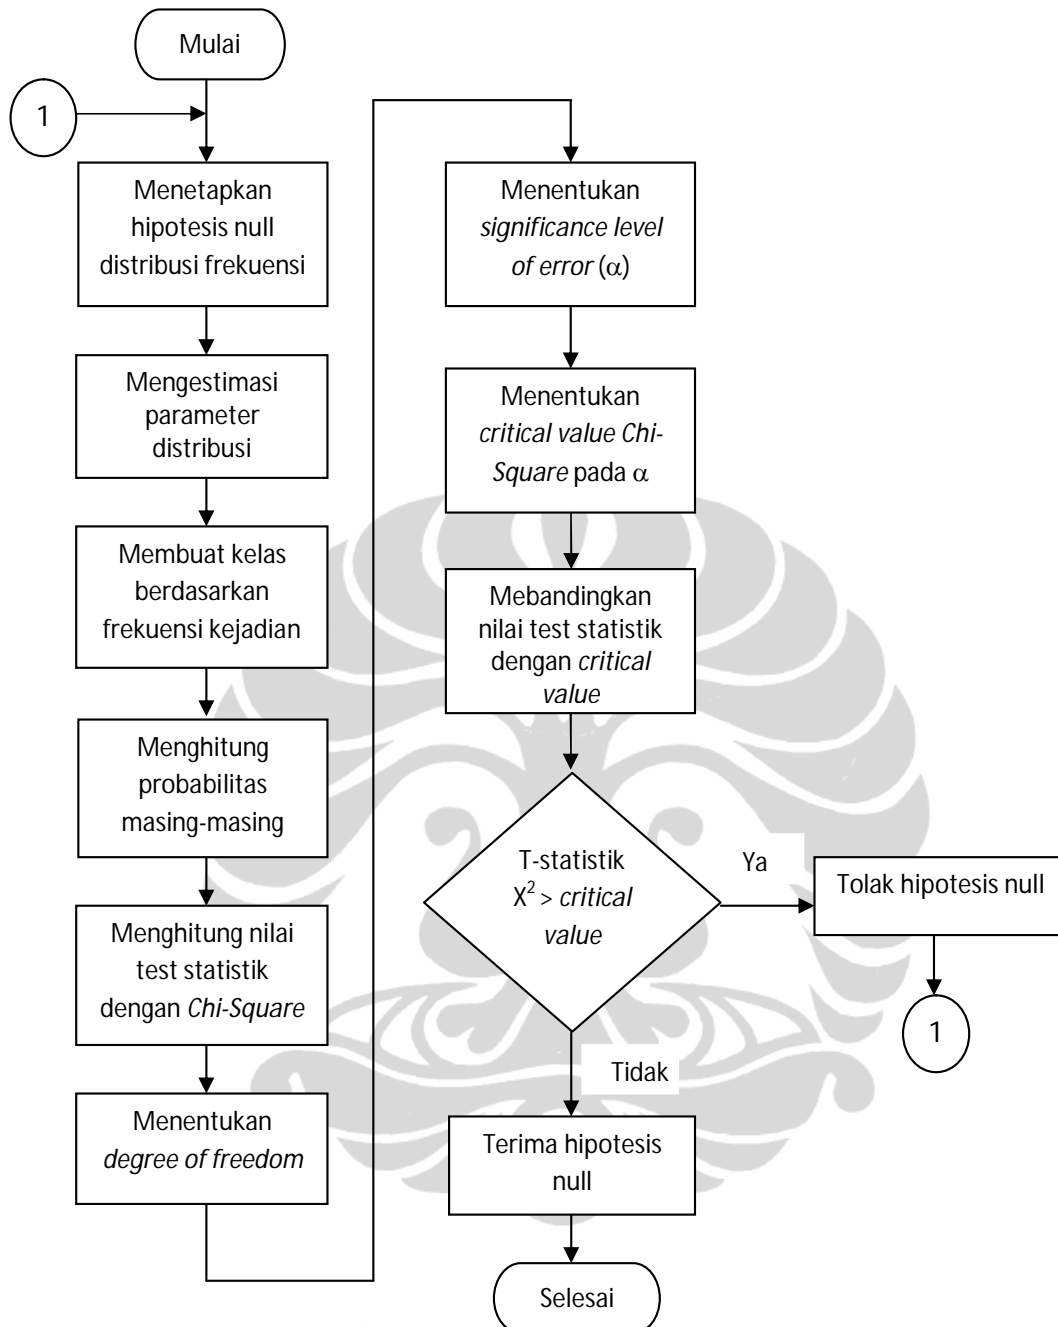 Mulai
1
Menetapkan
hipotesis null
distribusi frekuensi
Mengestimasi
parameter
distribusi
Membuat kelas
berdasarkan
frekuensi kejadian
Menghitung
probabilitas
masing-masing
Menghitung nilai
test statistik
dengan Chi-Square
Menentukan
degree of freedom
Menentukan
significance level
of error (α)
Menentukan
critical value Chi-
Square pada α
Mebandingkan
nilai test statistik
dengan critical
value
T-statistik
X² > critical
value
Ya
Tolak hipotesis null
1
Tidak
Terima hipotesis
null
Selesai